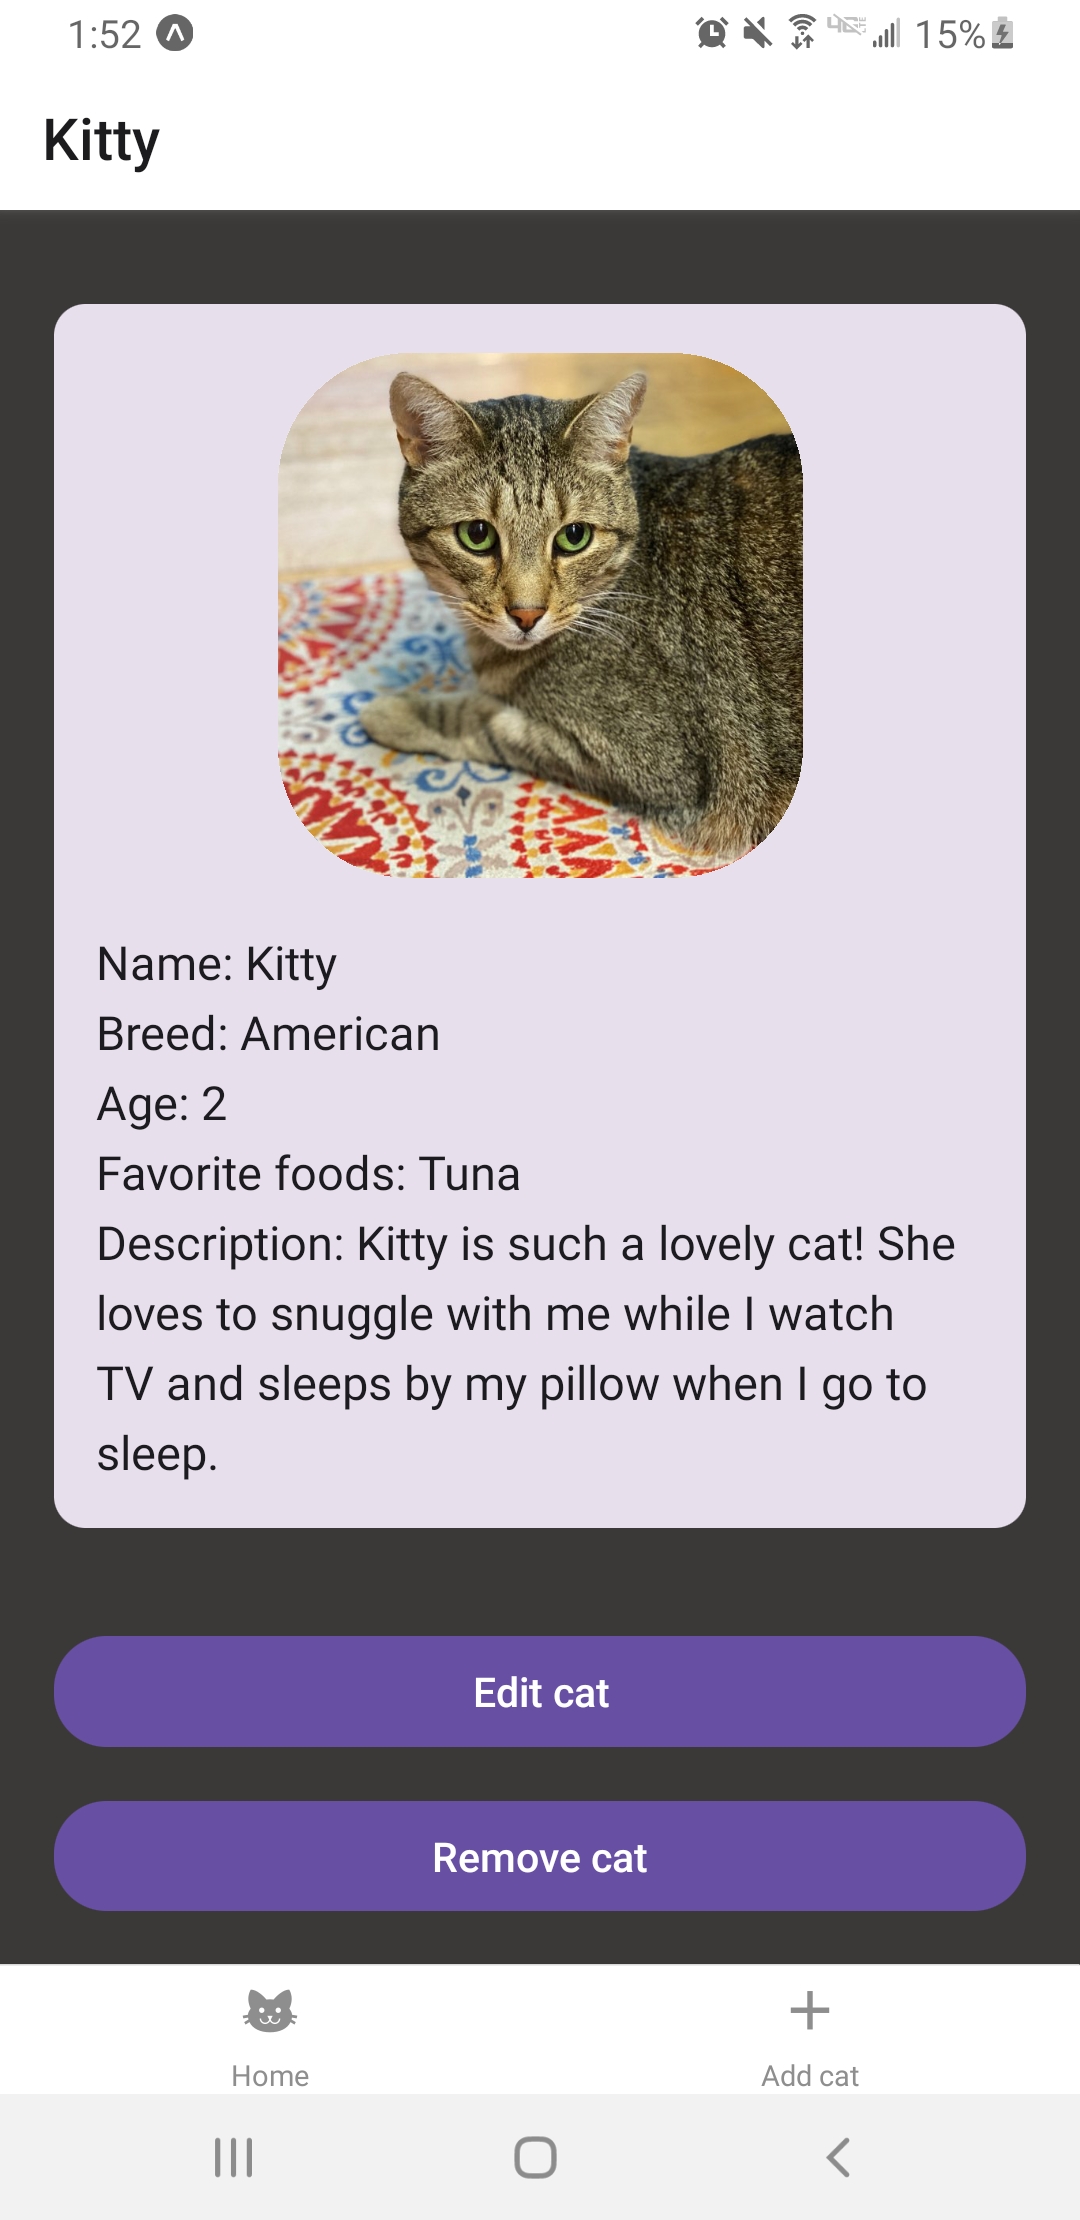 1:52
15%
Kitty
Name: Kitty
Breed: American
Age: 2
Favorite foods: Tuna
Description: Kitty is such a lovely cat! She
loves to snuggle with me while I watch
TV and sleeps by my pillow when I go to
sleep.
Edit cat
Remove cat
Home
Add cat